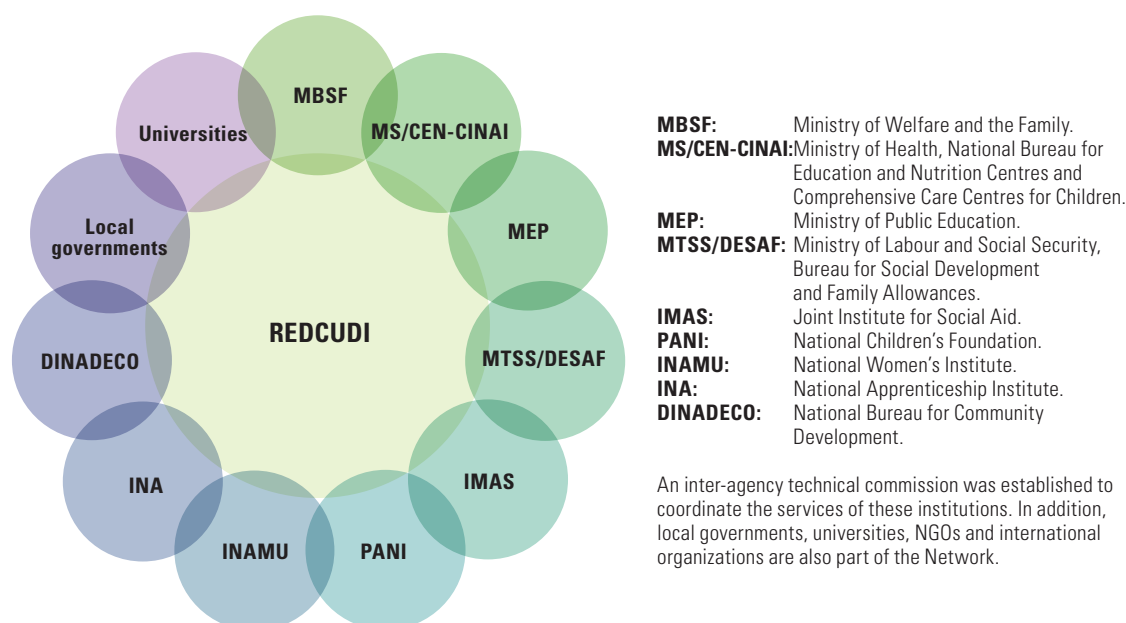 MBSF
MS/CEN-CINAI
MEP
MTSS/DESAF
IMAS
PANI
INAMU
INA
DINADECO
Local
governments
Universities
REDCUDI
MBSF: Ministry of Welfare and the Family.
MS/CEN-CINAI: Ministry of Health, National Bureau for
Education and Nutrition Centres and
Comprehensive Care Centres for Children.
MEP: Ministry of Public Education.
MTSS/DESAF: Ministry of Labour and Social Security,
Bureau for Social Development
and Family Allowances.
IMAS: Joint Institute for Social Aid.
PANI: National Children's Foundation.
INAMU: National Women's Institute.
INA: National Apprenticeship Institute.
DINADECO: National Bureau for Community
Development.
An inter-agency technical commission was established to
coordinate the services of these institutions. In addition,
local governments, universities, NGOs and international
organizations are also part of the Network.